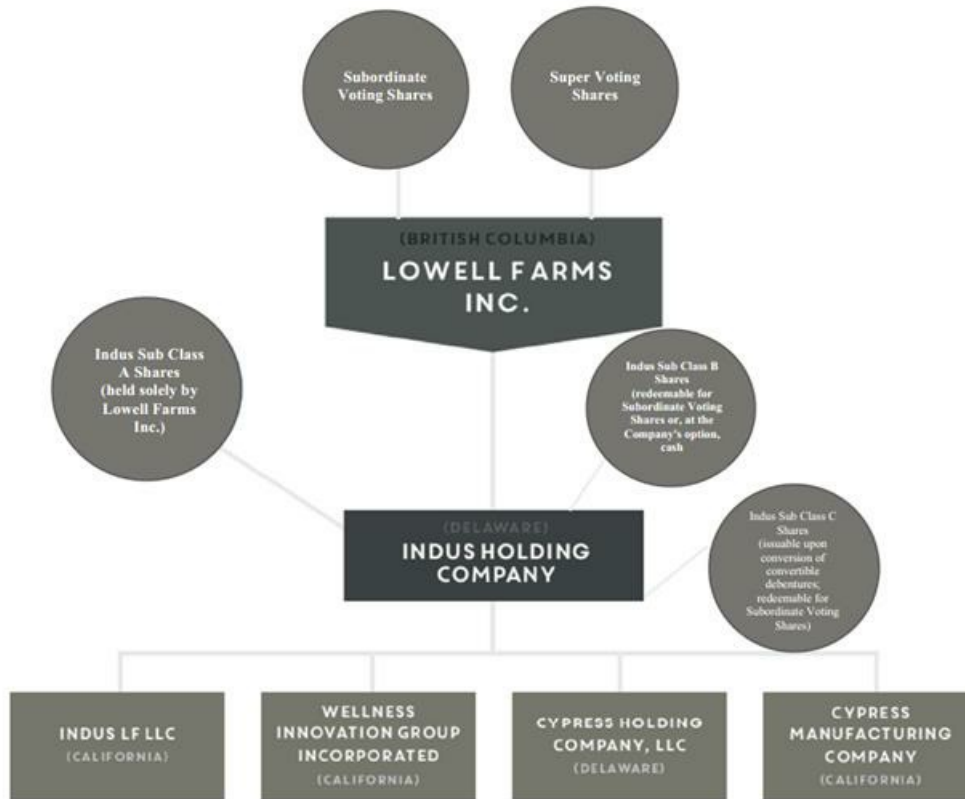 Subordinate
Voting Shares
Super Voting
Shares
(BRITISH COLUMBIA)
LOWELL FARMS
INC.
Indus Sub Class
A Shares
(held solely by
Lowell Farms
Inc.)
Indus Sub Class B
Shares
(redeemable for
Subordinate Voting
Shares or, at the
Company's option,
cash
(DELAWARE)
INDUS HOLDING
COMPANY
Indus Sub Class C
Shares
(issuable upon
conversion of
convertible
debentures;
redeemable for
Subordinate Voting
Shares)
INDUS LF LLC
(CALIFORNIA)
WELLNESS
INNOVATION GROUP
INCORPORATED
(CALIFORNIA)
CYPRESS HOLDING
COMPANY, LLC
(DELAWARE)
CYPRESS
MANUFACTURING
COMPANY
(CALIFORNIA)